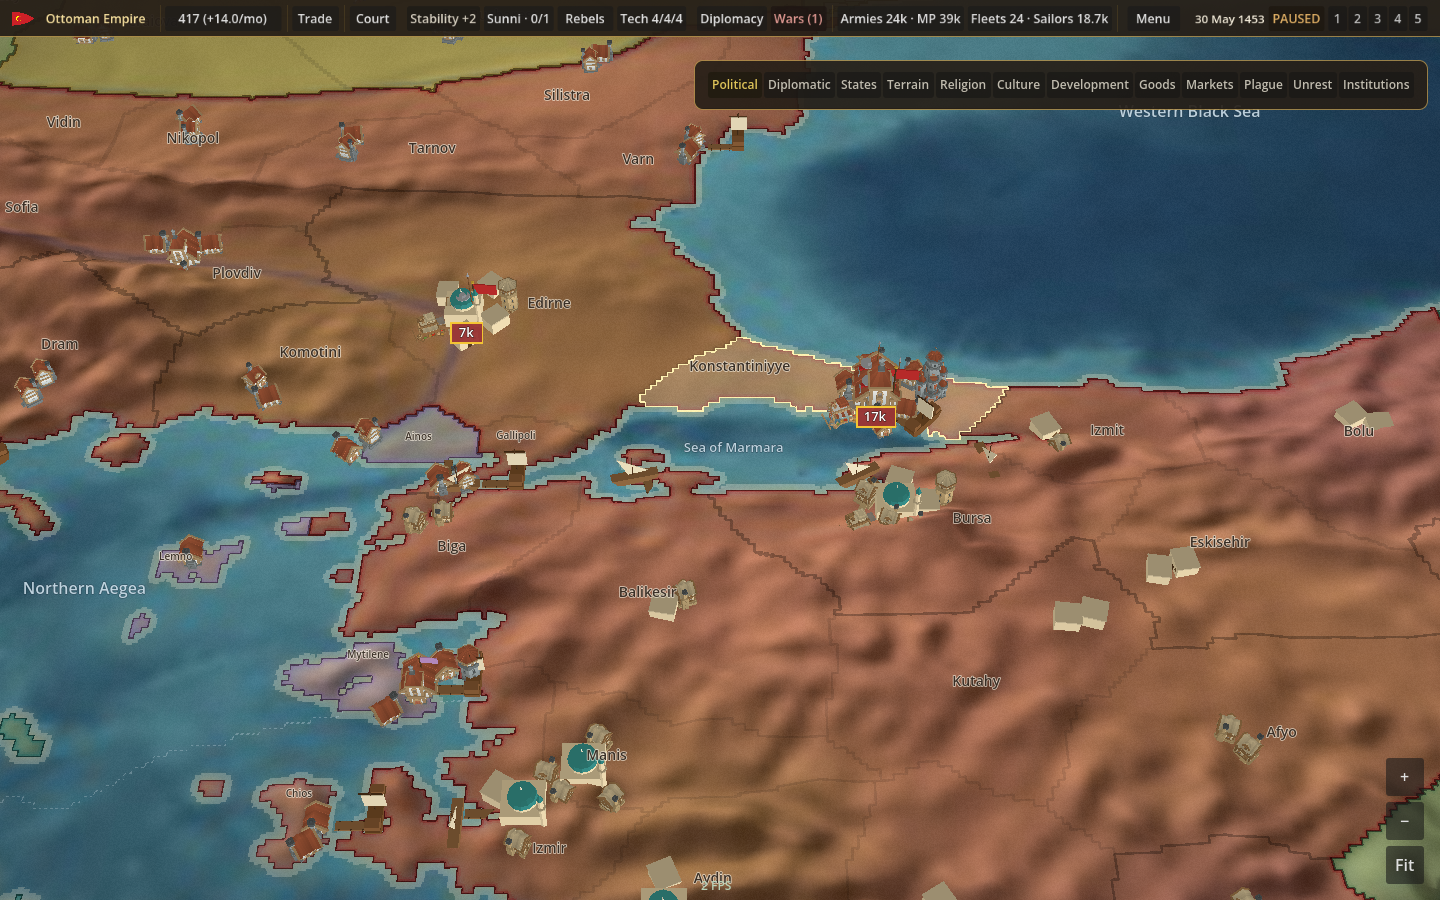 Ottoman Empire 417 (+14.0/mo) Trade Court Stability +2 Sunni · 0/1 Rebels Tech 4/4/4 Diplomacy Wars (1) Armies 24k · MP 39k Fleets 24 · Sailors 18.7k Menu 30 May 1453 PAUSED 1 2 3 4 5
Political Diplomatic States Terrain Religion Culture Development Goods Markets Plague Unrest Institutions
Silistra
Western Black Sea
Vidin
Nikopol
Tarnov
Varn
Sofia
Plovdiv
Edirne
7k
Dram
Komotini
Konstantiniyye
17k
Ainos
Gallipoli
Sea of Marmara
Izmit
Bolu
Bursa
Biga
Eskisehir
Lemno
Northern Aegea
Balikesir
Mytilene
Kutahy
Afyo
Manis
+
Chios
−
Izmir
Fit
Aydin
2 FPS